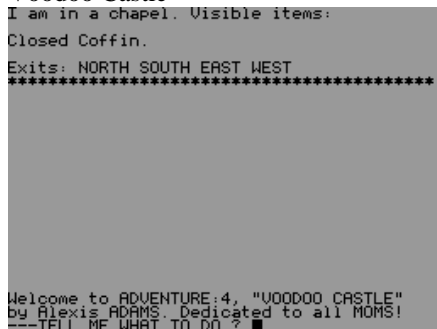 Voodoo Castle
I am in a chapel. Visible items:
Closed Coffin.
Exits: NORTH SOUTH EAST WEST
*******************************************
Welcome to ADVENTURE:4, "VOODOO CASTLE"
by Alexis ADAMS. Dedicated to all MOMS!
---TELL ME WHAT TO DO ?